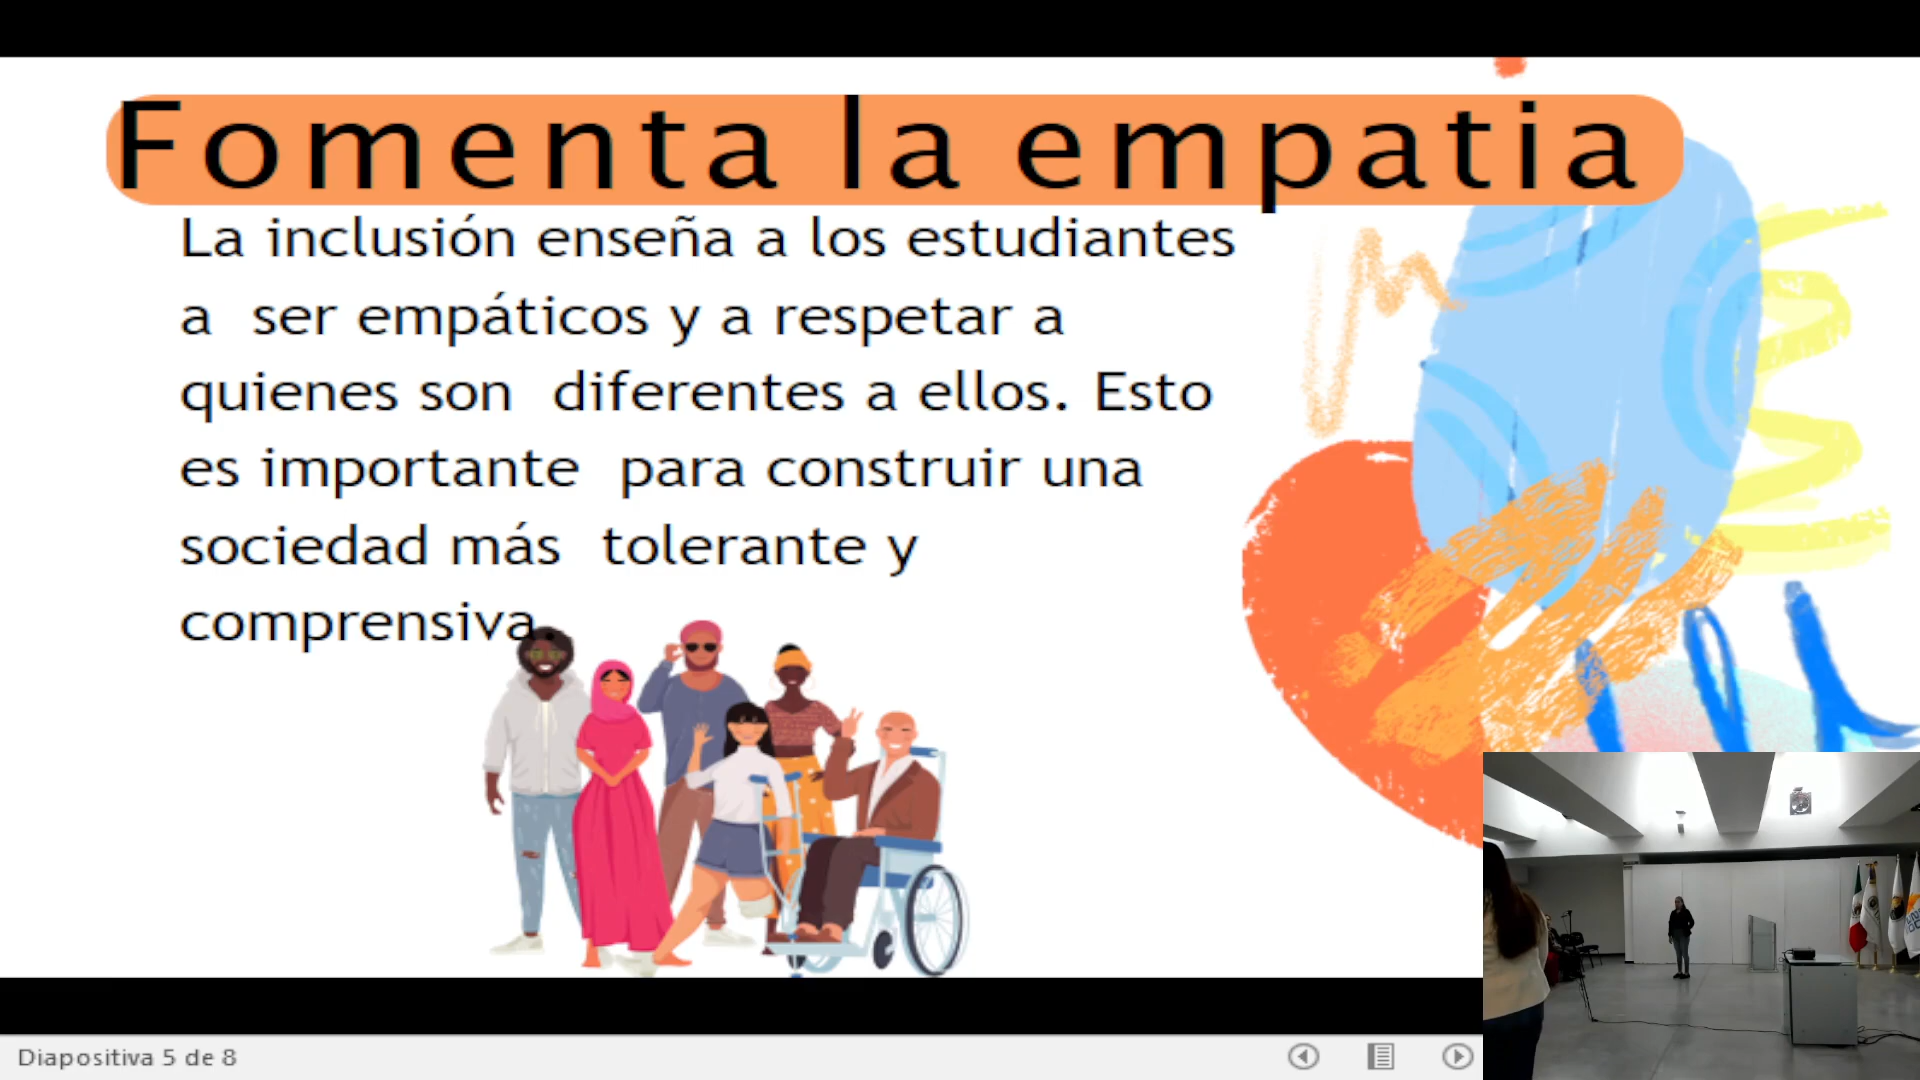 Fomenta la empatia
La inclusión enseña a los estudiantes
a ser empáticos y a respetar a
quienes son diferentes a ellos. Esto
es importante para construir una
sociedad más tolerante y
comprensiva.
Diapositiva 5 de 8